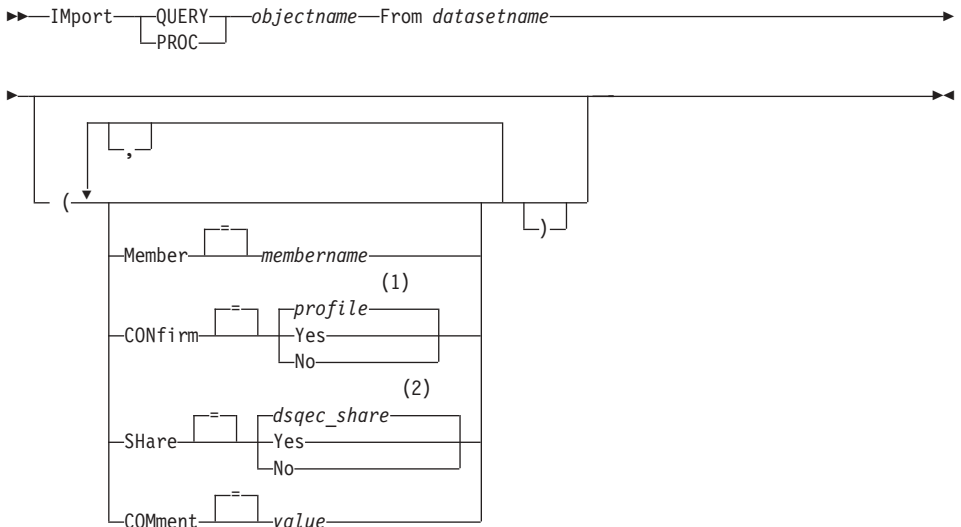 IMport QUERY objectname From datasetname
PROC
,
(
)
=
Member membername
(1)
= profile
CONfirm Yes
No
(2)
= dsqec_share
SHare Yes
No
=
COMment value